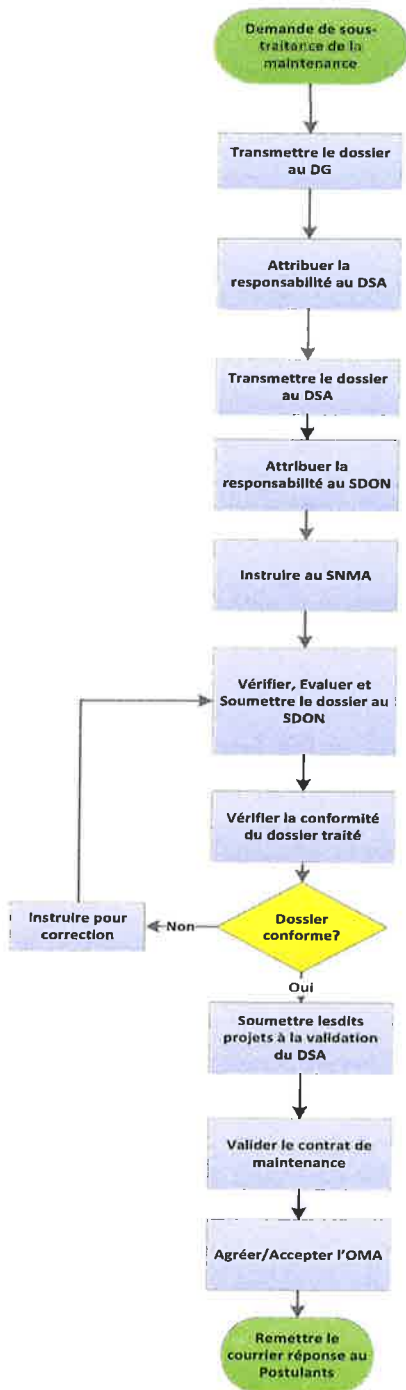 Demande de sous-
traitance de la
maintenance
Transmettre le dossier
au DG
Attribuer la
responsabilité au DSA
Transmettre le dossier
au DSA
Attribuer la
responsabilité au SDON
Instruire au SNMA
Vérifier, Evaluer et
Soumettre le dossier au
SDON
Vérifier la conformité
du dossier traité
Instruire pour
correction
Non
Dossier
conforme?
Oui
Soumettre lesdits
projets à la validation
du DSA
Valider le contrat de
maintenance
Agréer/Accepter l'OMA
Remettre le
courrier réponse au
Postulants